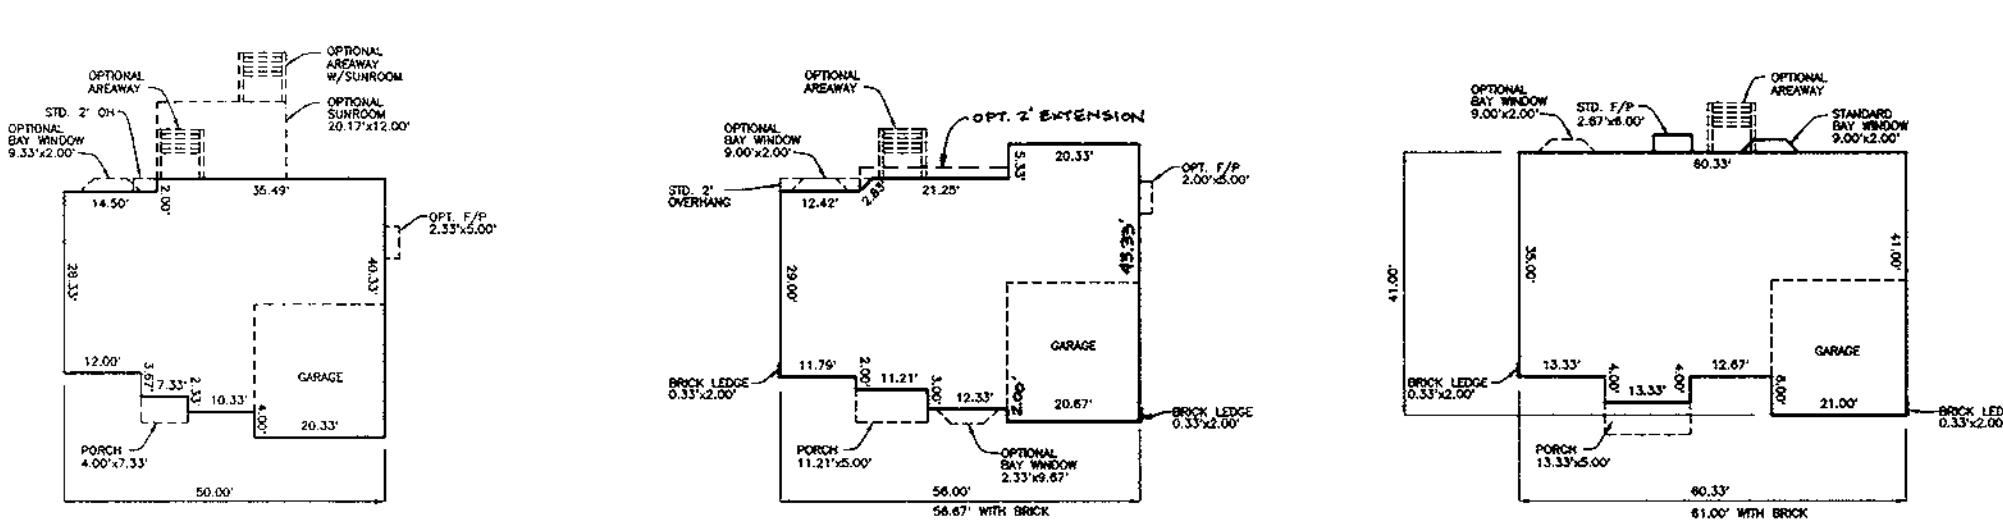 OPTIONAL
AREAWAY
W/SUNROOM
OPTIONAL
AREAWAY
STD. 2' OH
OPTIONAL
SUNROOM
20.17'x12.00'
OPTIONAL
BAY WINDOW
9.33'x2.00'
14.50'
2.00'
35.49'
OPT. F/P
2.33'x5.00'
28.33'
40.33'
12.00'
3.67'
7.33'
2.33'
10.33'
4.00'
GARAGE
20.33'
PORCH
4.00'x7.33'
50.00'
OPTIONAL
AREAWAY
OPT. 2' EXTENSION
OPTIONAL
BAY WINDOW
9.00'x2.00'
5.33'
20.33'
OPT. F/P
2.00'x5.00'
STD. 2'
OVERHANG
12.42'
2.83'
21.25'
29.00'
45.33'
11.79'
2.00'
11.21'
3.00'
12.33'
2.00'
GARAGE
20.67'
BRICK LEDGE
0.33'x2.00'
BRICK LEDGE
0.33'x2.00'
PORCH
11.21'x5.00'
OPTIONAL
BAY WINDOW
2.33'x9.67'
56.00'
56.67' WITH BRICK
OPTIONAL
BAY WINDOW
9.00'x2.00'
STD. F/P
2.67'x6.00'
OPTIONAL
AREAWAY
STANDARD
BAY WINDOW
9.00'x2.00'
60.33'
41.00'
35.00'
41.00'
13.33'
4.00'
13.33'
4.00'
12.67'
6.00'
GARAGE
21.00'
BRICK LEDGE
0.33'x2.00'
BRICK LED
0.33'x2.00'
PORCH
13.33'x5.00'
60.33'
61.00' WITH BRICK